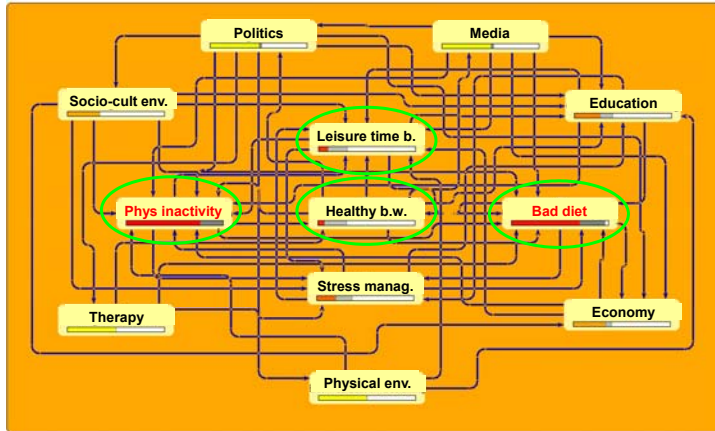 Politics
Media
Socio-cult env.
Education
Leisure time b.
Phys inactivity
Healthy b.w.
Bad diet
Stress manag.
Therapy
Economy
Physical env.